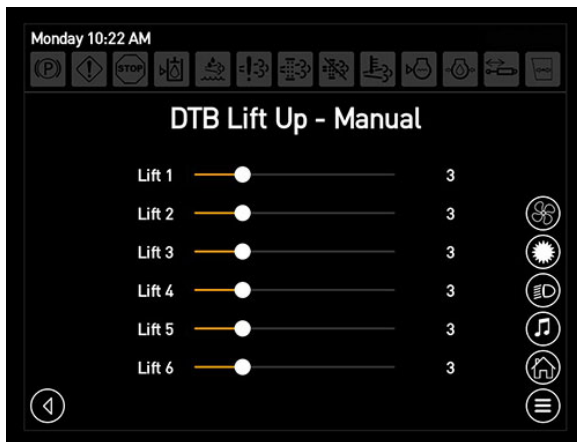 Monday 10:22 AM
(P) STOP
DTB Lift Up - Manual
Lift 1 3
Lift 2 3
Lift 3 3
Lift 4 3
Lift 5 3
Lift 6 3